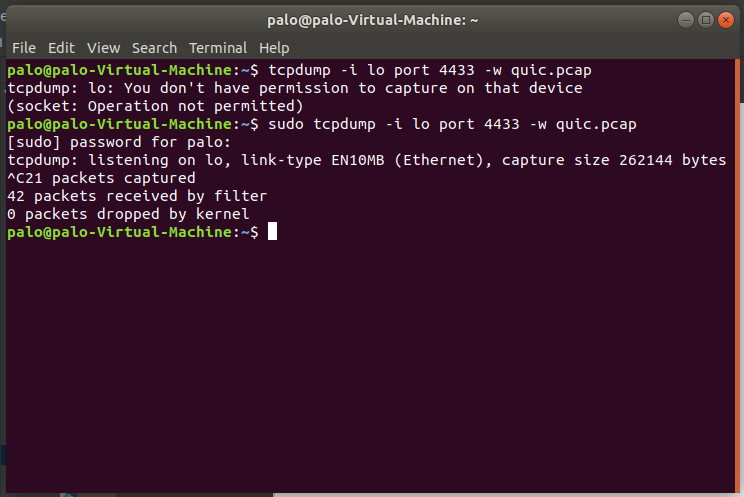 palo@palo-Virtual-Machine: ~
File Edit View Search Terminal Help
palo@palo-Virtual-Machine:~$ tcpdump -i lo port 4433 -w quic.pcap
tcpdump: lo: You don't have permission to capture on that device
(socket: Operation not permitted)
palo@palo-Virtual-Machine:~$ sudo tcpdump -i lo port 4433 -w quic.pcap
[sudo] password for palo:
tcpdump: listening on lo, link-type EN10MB (Ethernet), capture size 262144 bytes
^C21 packets captured
42 packets received by filter
0 packets dropped by kernel
palo@palo-Virtual-Machine:~$